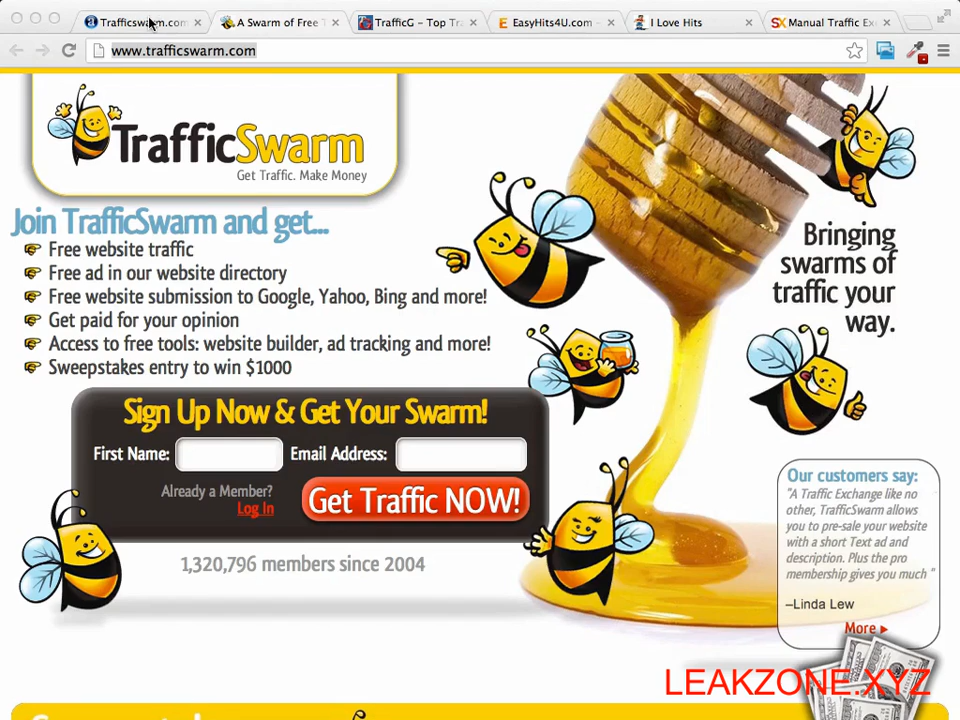 Trafficswarm.com
A Swarm of Free T
TrafficG - Top Tra
EasyHits4U.com -
I Love Hits
Manual Traffic Ex
www.trafficswarm.com
TrafficSwarm
Get Traffic. Make Money
Join TrafficSwarm and get...
Free website traffic
Free ad in our website directory
Free website submission to Google, Yahoo, Bing and more!
Get paid for your opinion
Access to free tools: website builder, ad tracking and more!
Sweepstakes entry to win $1000
Bringing
swarms of
traffic your
way.
Sign Up Now & Get Your Swarm!
First Name:
Email Address:
Already a Member?
Log In
Get Traffic NOW!
1,320,796 members since 2004
Our customers say:
"A Traffic Exchange like no
other, TrafficSwarm allows
you to pre-sale your website
with a short Text ad and
description. Plus the pro
membership gives you much "
–Linda Lew
More
LEAKZONE.XYZ